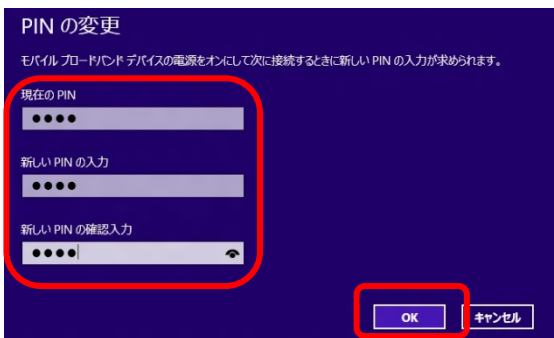 PIN の変更
モバイル ブロードバンド デバイスの電源をオンにして次に接続するときに新しい PIN の入力が求められます。
現在の PIN
●●●●
新しい PIN の入力
●●●●
新しい PIN の確認入力
●●●●
OK キャンセル